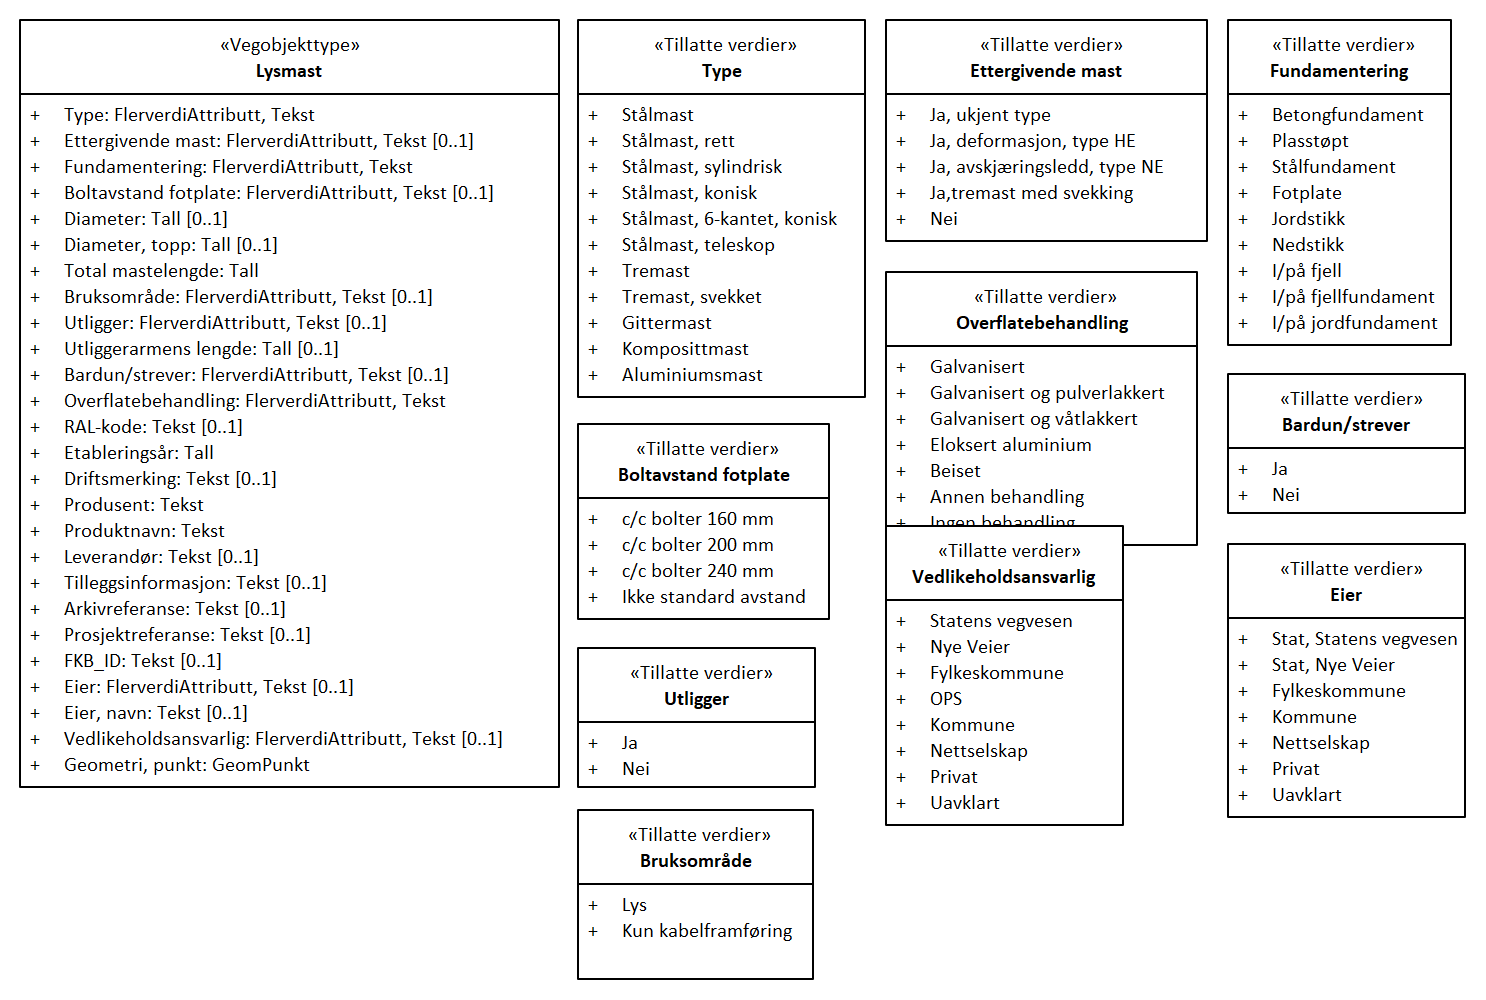 «Vegobjekttype»
Lysmast
+ Type: FlerverdiAttributt, Tekst
+ Ettergivende mast: FlerverdiAttributt, Tekst [0..1]
+ Fundamentering: FlerverdiAttributt, Tekst
+ Boltavstand fotplate: FlerverdiAttributt, Tekst [0..1]
+ Diameter: Tall [0..1]
+ Diameter, topp: Tall [0..1]
+ Total mastelengde: Tall
+ Bruksområde: FlerverdiAttributt, Tekst [0..1]
+ Utligger: FlerverdiAttributt, Tekst [0..1]
+ Utliggerarmens lengde: Tall [0..1]
+ Bardun/strever: FlerverdiAttributt, Tekst [0..1]
+ Overflatebehandling: FlerverdiAttributt, Tekst
+ RAL-kode: Tekst [0..1]
+ Etableringsår: Tall
+ Driftsmerking: Tekst [0..1]
+ Produsent: Tekst
+ Produktnavn: Tekst
+ Leverandør: Tekst [0..1]
+ Tilleggsinformasjon: Tekst [0..1]
+ Arkivreferanse: Tekst [0..1]
+ Prosjektreferanse: Tekst [0..1]
+ FKB_ID: Tekst [0..1]
+ Eier: FlerverdiAttributt, Tekst [0..1]
+ Eier, navn: Tekst [0..1]
+ Vedlikeholdsansvarlig: FlerverdiAttributt, Tekst [0..1]
+ Geometri, punkt: GeomPunkt
«Tillatte verdier»
Type
+ Stålmast
+ Stålmast, rett
+ Stålmast, sylindrisk
+ Stålmast, konisk
+ Stålmast, 6-kantet, konisk
+ Stålmast, teleskop
+ Tremast
+ Tremast, svekket
+ Gittermast
+ Komposittmast
+ Aluminiumsmast
«Tillatte verdier»
Boltavstand fotplate
+ c/c bolter 160 mm
+ c/c bolter 200 mm
+ c/c bolter 240 mm
+ Ikke standard avstand
«Tillatte verdier»
Utligger
+ Ja
+ Nei
«Tillatte verdier»
Bruksområde
+ Lys
+ Kun kabelframføring
«Tillatte verdier»
Ettergivende mast
+ Ja, ukjent type
+ Ja, deformasjon, type HE
+ Ja, avskjæringsledd, type NE
+ Ja,tremast med svekking
+ Nei
«Tillatte verdier»
Overflatebehandling
+ Galvanisert
+ Galvanisert og pulverlakkert
+ Galvanisert og våtlakkert
+ Eloksert aluminium
+ Beiset
+ Annen behandling
+ Ingen behandling
«Tillatte verdier»
Vedlikeholdsansvarlig
+ Statens vegvesen
+ Nye Veier
+ Fylkeskommune
+ OPS
+ Kommune
+ Nettselskap
+ Privat
+ Uavklart
«Tillatte verdier»
Fundamentering
+ Betongfundament
+ Plasstøpt
+ Stålfundament
+ Fotplate
+ Jordstikk
+ Nedstikk
+ I/på fjell
+ I/på fjellfundament
+ I/på jordfundament
«Tillatte verdier»
Bardun/strever
+ Ja
+ Nei
«Tillatte verdier»
Eier
+ Stat, Statens vegvesen
+ Stat, Nye Veier
+ Fylkeskommune
+ Kommune
+ Nettselskap
+ Privat
+ Uavklart